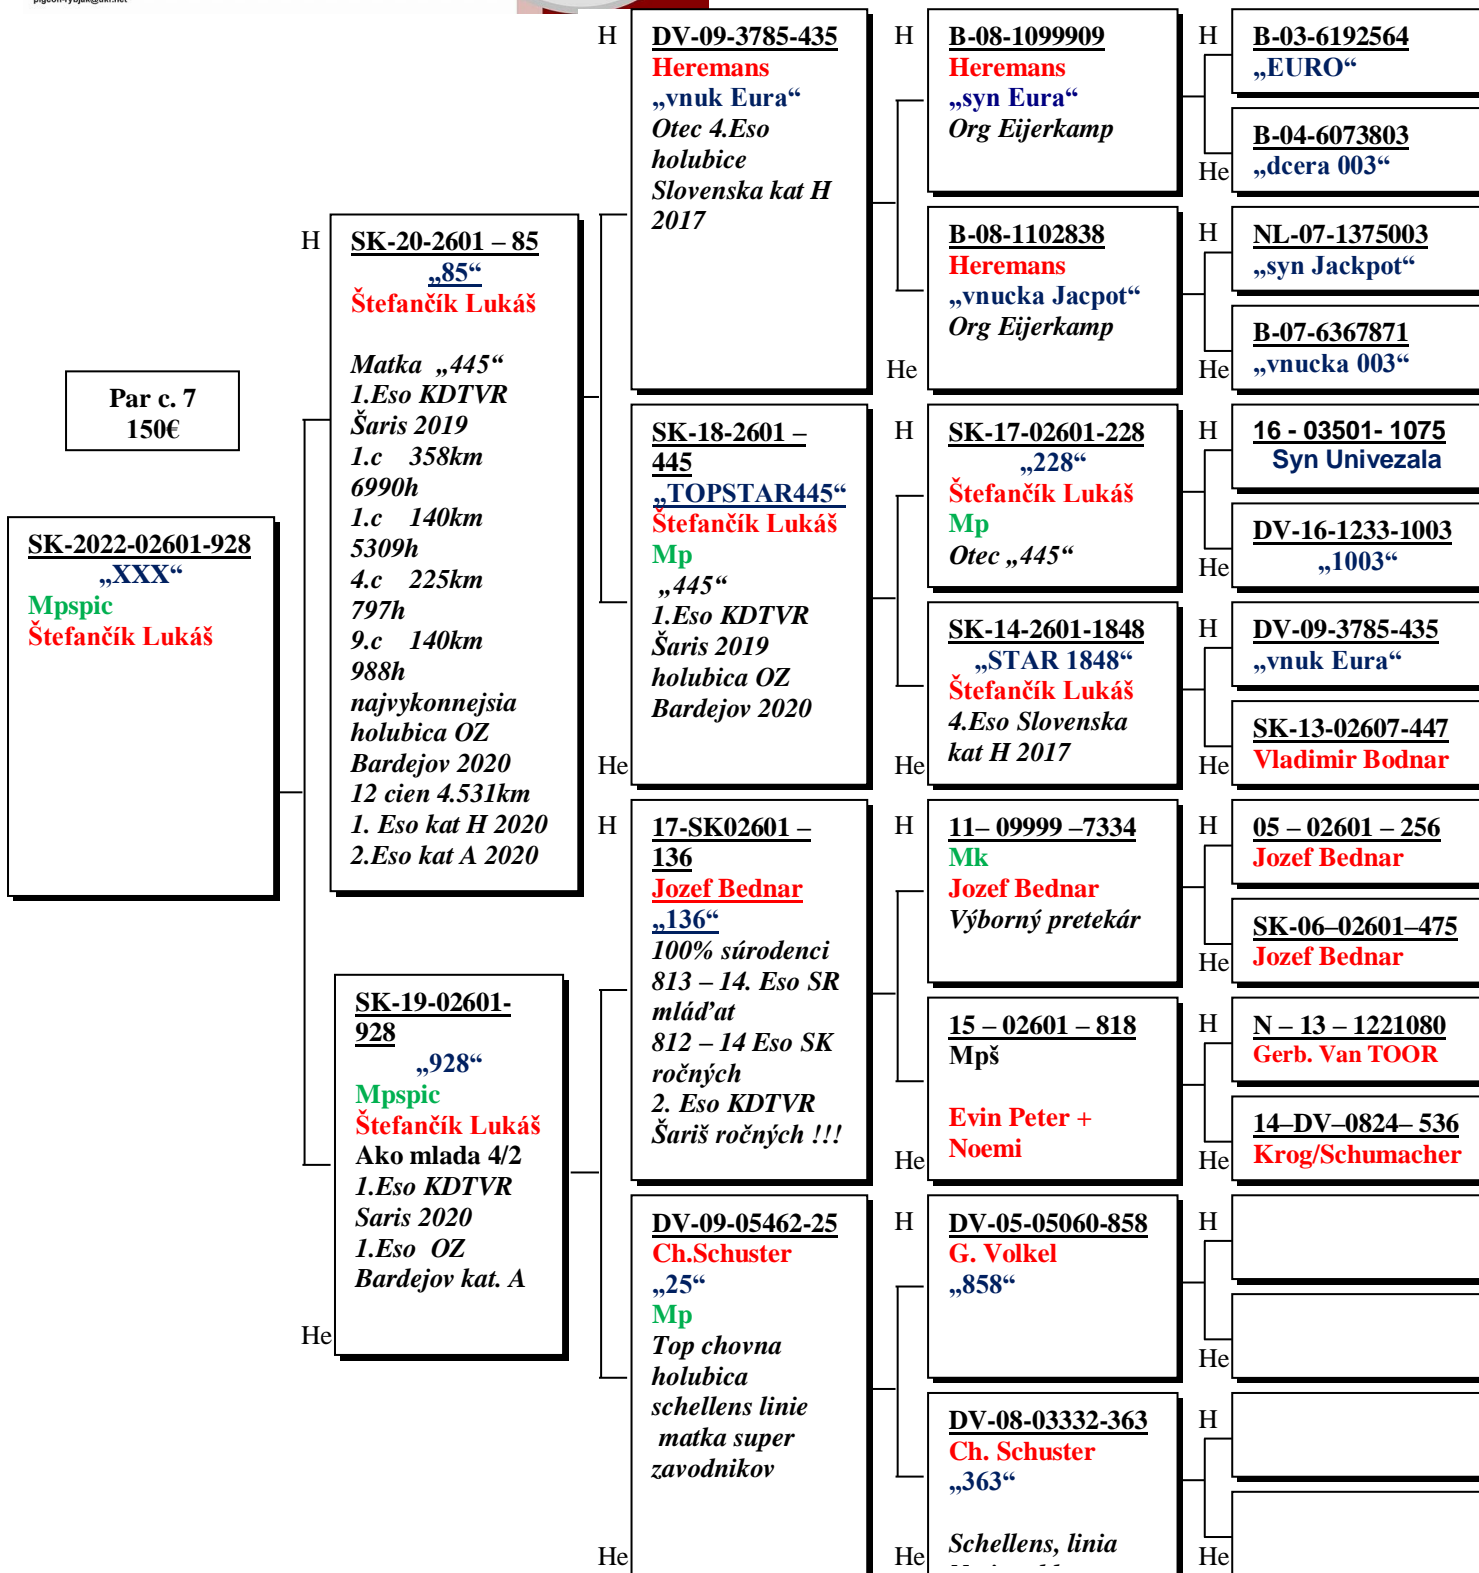 pigeon-rybjak@ukr.net
Par c. 7
150€
SK-2022-02601-928
„XXX“
Mpspic
Štefančík Lukáš
H
SK-20-2601 – 85
„85“
Štefančík Lukáš
Matka „445“
1.Eso KDTVR
Šaris 2019
1.c 358km
6990h
1.c 140km
5309h
4.c 225km
797h
9.c 140km
988h
najvykonnejsia
holubica OZ
Bardejov 2020
12 cien 4.531km
1. Eso kat H 2020
2.Eso kat A 2020
SK-19-02601-
928
„928“
Mpspic
Štefančík Lukáš
Ako mlada 4/2
1.Eso KDTVR
Saris 2020
1.Eso OZ
Bardejov kat. A
He
H
DV-09-3785-435
Heremans
„vnuk Eura“
Otec 4.Eso
holubice
Slovenska kat H
2017
SK-18-2601 –
445
„TOPSTAR445“
Štefančík Lukáš
Mp
„445“
1.Eso KDTVR
Šaris 2019
holubica OZ
Bardejov 2020
He
H
17-SK02601 –
136
Jozef Bednar
„136“
100% súrodenci
813 – 14. Eso SR
mláďat
812 – 14 Eso SK
ročných
2. Eso KDTVR
Šariš ročných !!!
DV-09-05462-25
Ch.Schuster
„25“
Mp
Top chovna
holubica
schellens linie
matka super
zavodnikov
He
H
B-08-1099909
Heremans
„syn Eura“
Org Eijerkamp
B-08-1102838
Heremans
„vnucka Jacpot“
Org Eijerkamp
He
H
SK-17-02601-228
„228“
Štefančík Lukáš
Mp
Otec „445“
SK-14-2601-1848
„STAR 1848“
Štefančík Lukáš
4.Eso Slovenska
kat H 2017
He
H
11– 09999 –7334
Mk
Jozef Bednar
Výborný pretekár
15 – 02601 – 818
Mpš
Evin Peter +
Noemi
He
H
DV-05-05060-858
G. Volkel
„858“
DV-08-03332-363
Ch. Schuster
„363“
Schellens, linia
He
H
B-03-6192564
„EURO“
B-04-6073803
„dcera 003“
He
H
NL-07-1375003
„syn Jackpot“
B-07-6367871
„vnucka 003“
He
H
16 - 03501- 1075
Syn Univezala
DV-16-1233-1003
„1003“
He
H
DV-09-3785-435
„vnuk Eura“
SK-13-02607-447
Vladimir Bodnar
He
H
05 – 02601 – 256
Jozef Bednar
SK-06–02601–475
Jozef Bednar
He
H
N – 13 – 1221080
Gerb. Van TOOR
14–DV–0824– 536
Krog/Schumacher
He
H
He
H
He